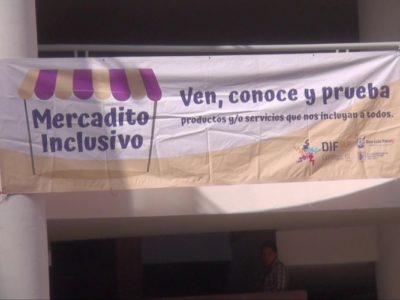 Mercadito
Inclusivo
Ven, conoce y prueba
productos y/o servicios que nos incluyan a todos.
DIF